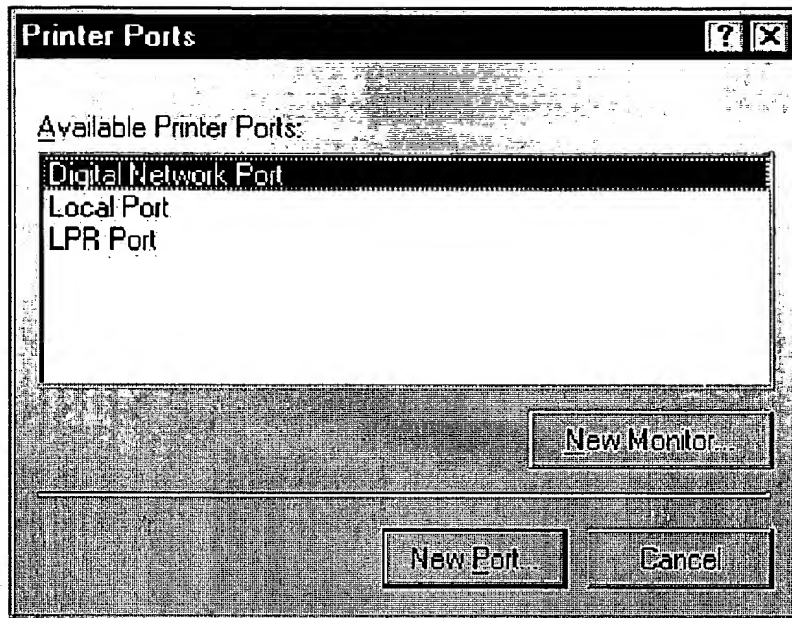 Printer Ports
Available Printer Ports:
Digital Network Port
Local Port
LPR Port
New Monitor...
New Port...
Cancel